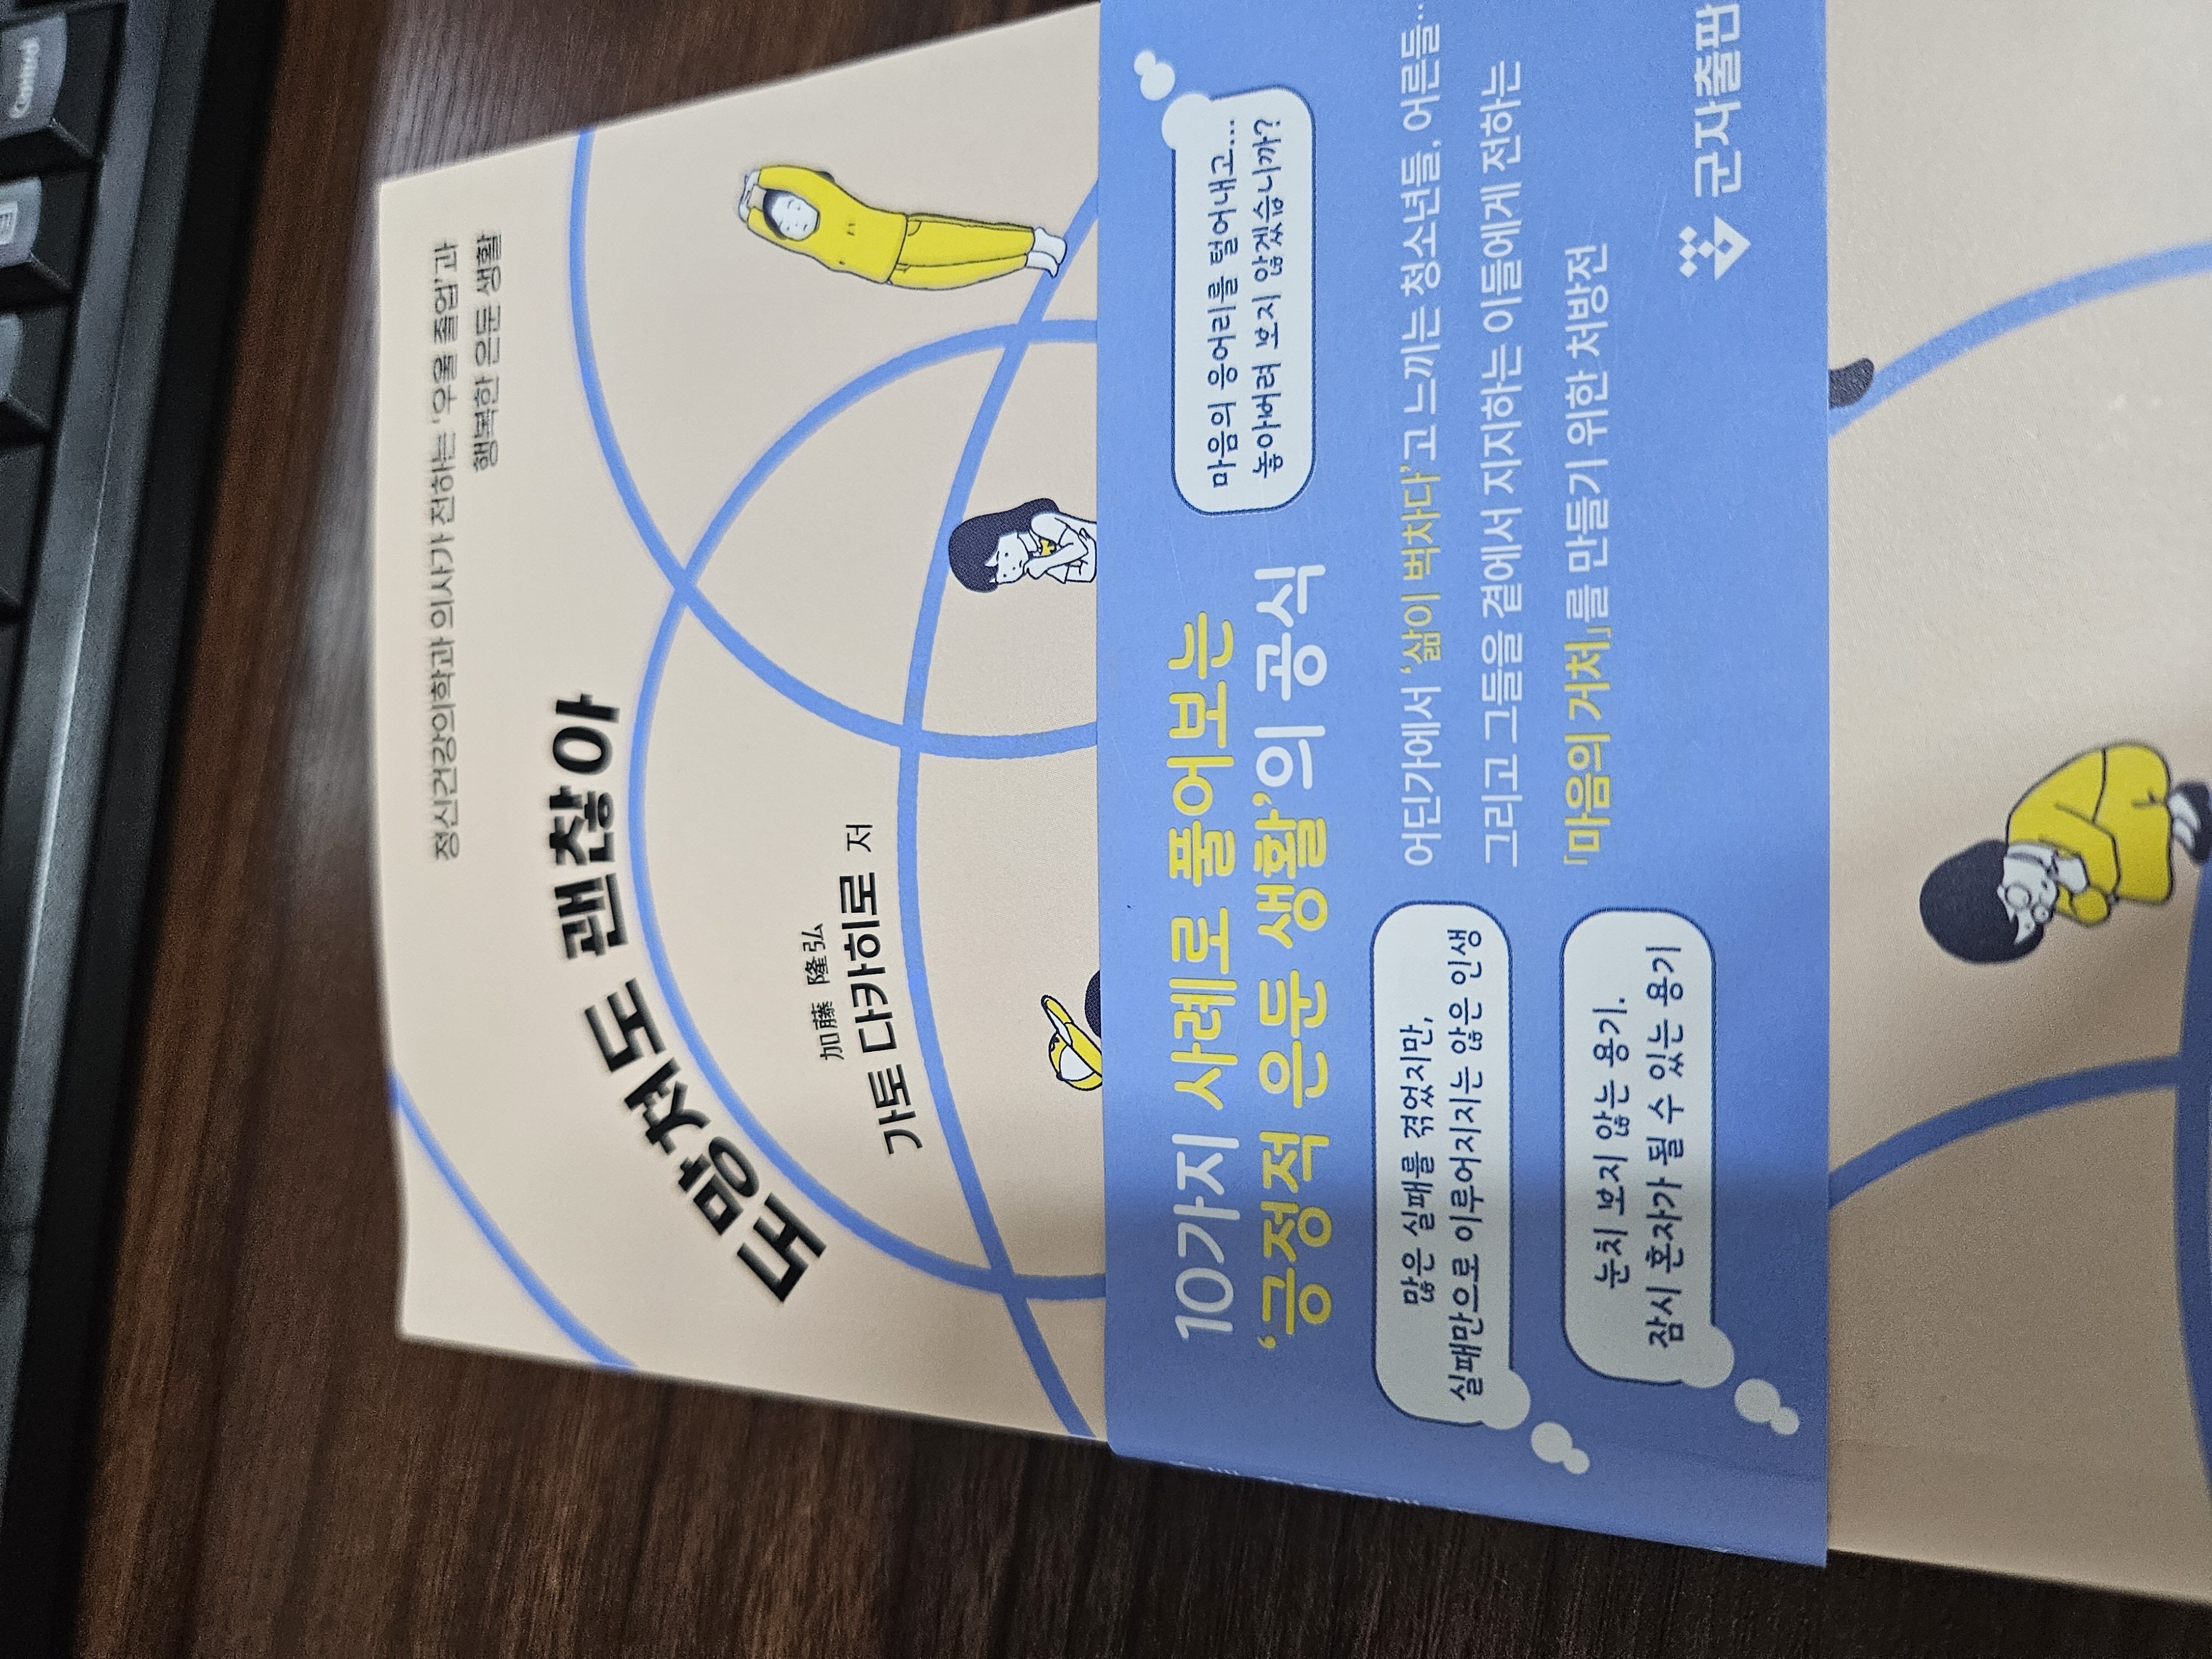 정신건강의학과 의사가 전하는 '우울 졸업'과
행복한 은둔 생활
도망쳐도 괜찮아
加藤 隆弘
가토 다카히로 저
10가지 사례로 풀어보는
'긍정적 은둔 생활'의 공식
마음의 응어리를 털어내고...
놓아버려 보지 않겠습니까?
많은 실패를 겪었지만,
실패만으로 이루어지지는 않은 인생
어딘가에서 '삶이 벅차다'고 느끼는 청소년들, 어른들...
그리고 그들을 곁에서 지지하는 이들에게 전하는
「마음의 거처」를 만들기 위한 처방전
눈치 보지 않는 용기.
잠시 혼자가 될 수 있는 용기
군자출판
Control